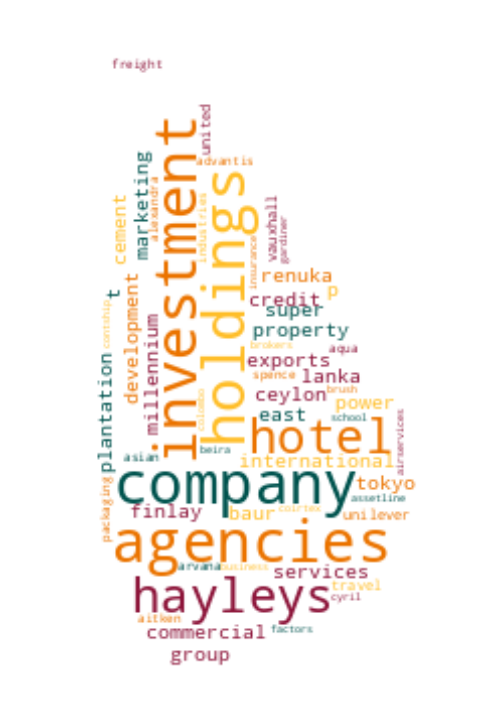 freight
united
investment
advantis
marketing
alexandra
holdings
industries
cement
vauxhall
gardiner
insurance
renuka
development
t
p
credit
super
contship
millennium
property
brokers
aqua
plantation
exports
spence
lanka
brush
ceylon
colombo
power
east
school
airservices
hotel
beira
asian
international
company
tokyo
packaging
assetline
finlay
baur
coirtex
unilever
agencies
arvana
business
services
hayleys
travel
cyril
aitken
commercial
factors
group